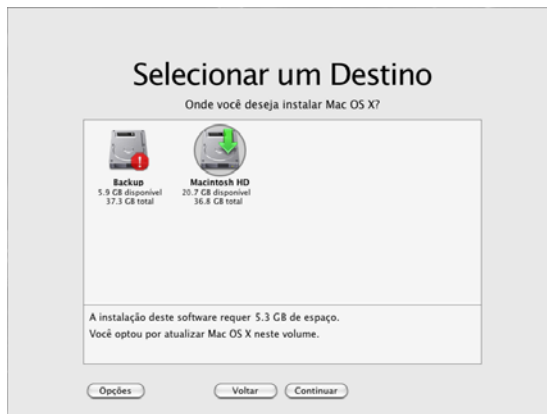 Selecionar um Destino
Onde você deseja instalar Mac OS X?
Backup
5.9 GB disponível
37.3 GB total
Macintosh HD
20.7 GB disponível
36.8 GB total
A instalação deste software requer 5.3 GB de espaço.
Você optou por atualizar Mac OS X neste volume.
Opções
Voltar
Continuar